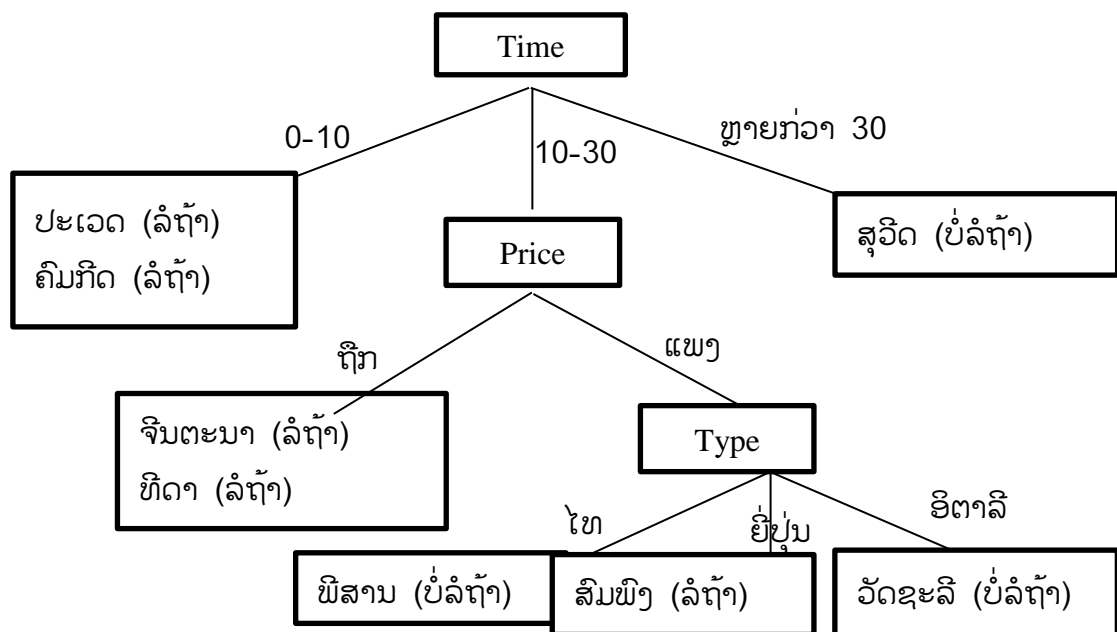 Time
0-10
10-30
ຫຼາຍກ່ວາ 30
ປະເວດ (ລໍຖ້າ)
ຄົມກິດ (ລໍຖ້າ)
Price
ສຸວິດ (ບໍ່ລໍຖ້າ)
ຖືກ
ແພງ
ຈິນຕະນາ (ລໍຖ້າ)
ທິດາ (ລໍຖ້າ)
Type
ໄທ
ຍີ່ປຸ່ນ
ອິຕາລີ
ພິສານ (ບໍ່ລໍຖ້າ)
ສົມພົງ (ລໍຖ້າ)
ວັດຊະລີ (ບໍ່ລໍຖ້າ)